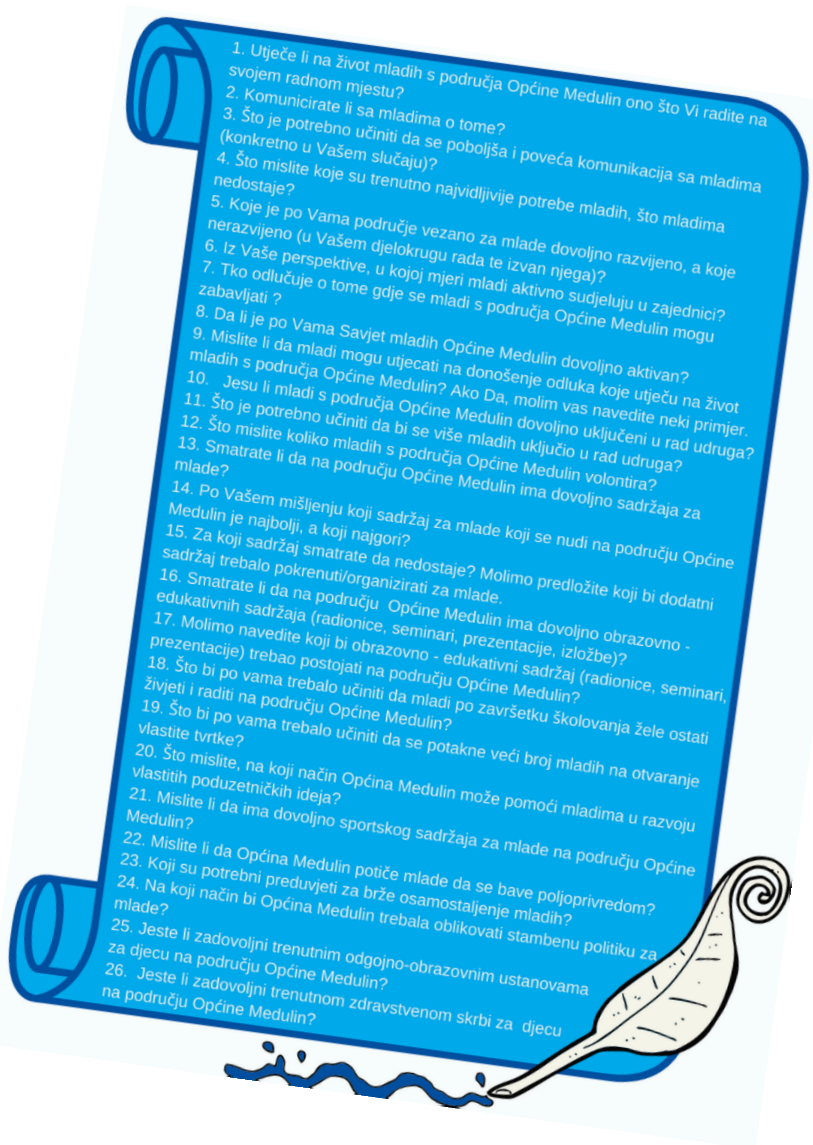 1. Utječe li na život mladih s područja Općine Medulin ono što Vi radite na
svojem radnom mjestu?
2. Komunicirate li sa mladima o tome?
3. Što je potrebno učiniti da se poboljša i poveća komunikacija sa mladima
(konkretno u Vašem slučaju)?
4. Što mislite koje su trenutno najvidljivije potrebe mladih, što mladima
nedostaje?
5. Koje je po Vama područje vezano za mlade dovoljno razvijeno, a koje
nerazvijeno (u Vašem djelokrugu rada te izvan njega)?
6. Iz Vaše perspektive, u kojoj mjeri mladi aktivno sudjeluju u zajednici?
7. Tko odlučuje o tome gdje se mladi s područja Općine Medulin mogu
zabavljati ?
8. Da li je po Vama Savjet mladih Općine Medulin dovoljno aktivan?
9. Mislite li da mladi mogu utjecati na donošenje odluka koje utječu na život
mladih s područja Općine Medulin? Ako Da, molim vas navedite neki primjer.
10.   Jesu li mladi s područja Općine Medulin dovoljno uključeni u rad udruga?
11. Što je potrebno učiniti da bi se više mladih uključio u rad udruga?
12. Što mislite koliko mladih s područja Općine Medulin volontira?
13. Smatrate li da na području Općine Medulin ima dovoljno sadržaja za
mlade?
14. Po Vašem mišljenju koji sadržaj za mlade koji se nudi na području Općine
Medulin je najbolji, a koji najgori?
15. Za koji sadržaj smatrate da nedostaje? Molimo predložite koji bi dodatni
sadržaj trebalo pokrenuti/organizirati za mlade.
16. Smatrate li da na području  Općine Medulin ima dovoljno obrazovno -
edukativnih sadržaja (radionice, seminari, prezentacije, izložbe)?
17. Molimo navedite koji bi obrazovno - edukativni sadržaj (radionice, seminari,
prezentacije) trebao postojati na području Općine Medulin?
18. Što bi po vama trebalo učiniti da mladi po završetku školovanja žele ostati
živjeti i raditi na području Općine Medulin?
19. Što bi po vama trebalo učiniti da se potakne veći broj mladih na otvaranje
vlastite tvrtke?
20. Što mislite, na koji način Općina Medulin može pomoći mladima u razvoju
vlastitih poduzetničkih ideja?
21. Mislite li da ima dovoljno sportskog sadržaja za mlade na području Općine
Medulin?
22. Mislite li da Općina Medulin potiče mlade da se bave poljoprivredom?
23. Koji su potrebni preduvjeti za brže osamostaljenje mladih?
24. Na koji način bi Općina Medulin trebala oblikovati stambenu politiku za
mlade?
25. Jeste li zadovoljni trenutnim odgojno-obrazovnim ustanovama
za djecu na području Općine Medulin?
26.  Jeste li zadovoljni trenutnom zdravstvenom skrbi za  djecu
na području Općine Medulin?